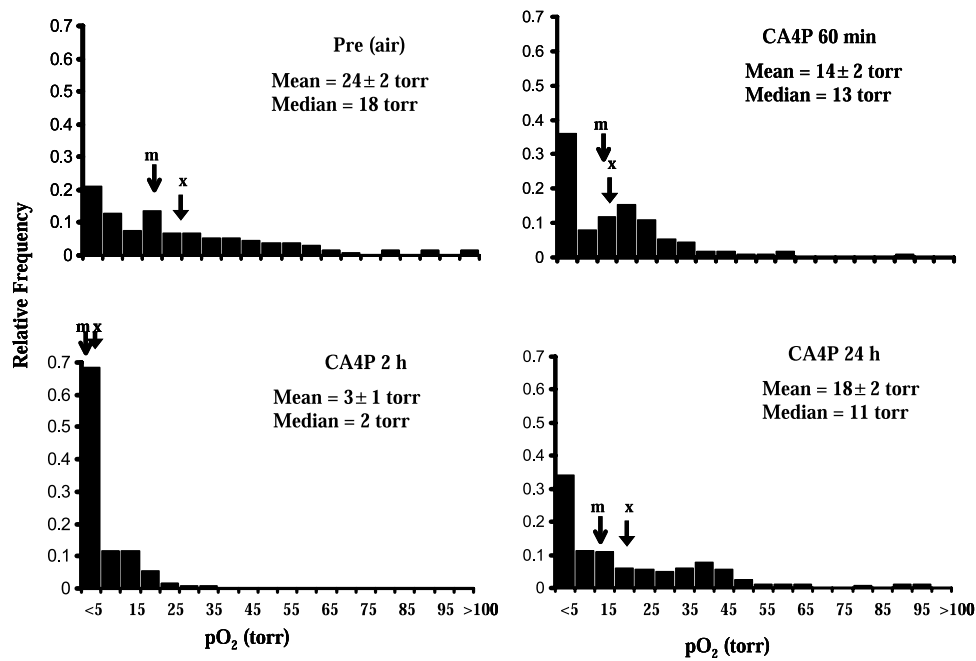 Relative Frequency
Pre (air)
Mean = 24± 2 torr
Median = 18 torr
0.7
0.6
0.5
0.4
0.3
0.2
0.1
0
m
x
CA4P 60 min
Mean = 14± 2 torr
Median = 13 torr
0.7
0.6
0.5
0.4
0.3
0.2
0.1
0
m
x
CA4P 2 h
Mean = 3± 1 torr
Median = 2 torr
0.7
0.6
0.5
0.4
0.3
0.2
0.1
0
m x
<5 15 25 35 45 55 65 75 85 95 >100
pO₂ (torr)
CA4P 24 h
Mean = 18± 2 torr
Median = 11 torr
0.7
0.6
0.5
0.4
0.3
0.2
0.1
0
m x
<5 15 25 35 45 55 65 75 85 95 >100
pO₂ (torr)